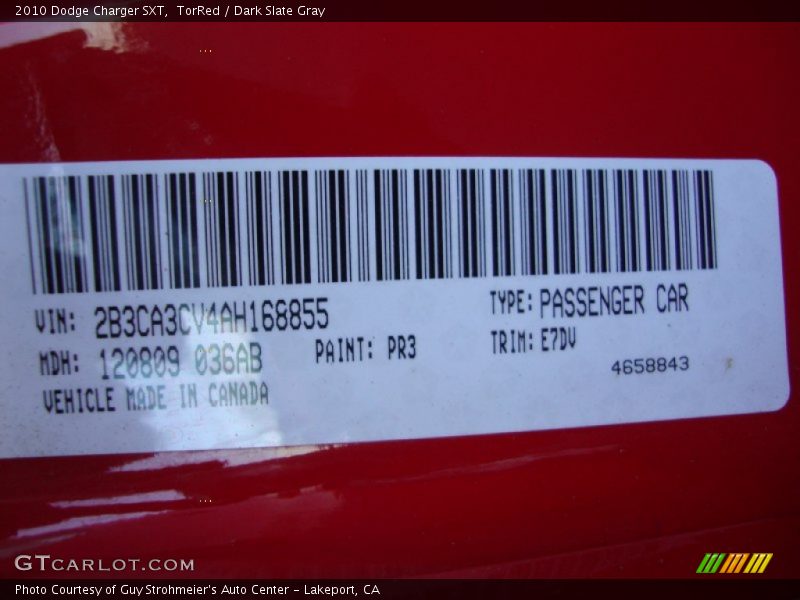 2010 Dodge Charger SXT, TorRed / Dark Slate Gray
VIN: 2B3CA3CV4AH168855 TYPE: PASSENGER CAR
MDH: 120809 036AB PAINT: PR3 TRIM: E7DV
VEHICLE MADE IN CANADA 4658843
GTCARLOT.COM
Photo Courtesy of Guy Strohmeier's Auto Center - Lakeport, CA